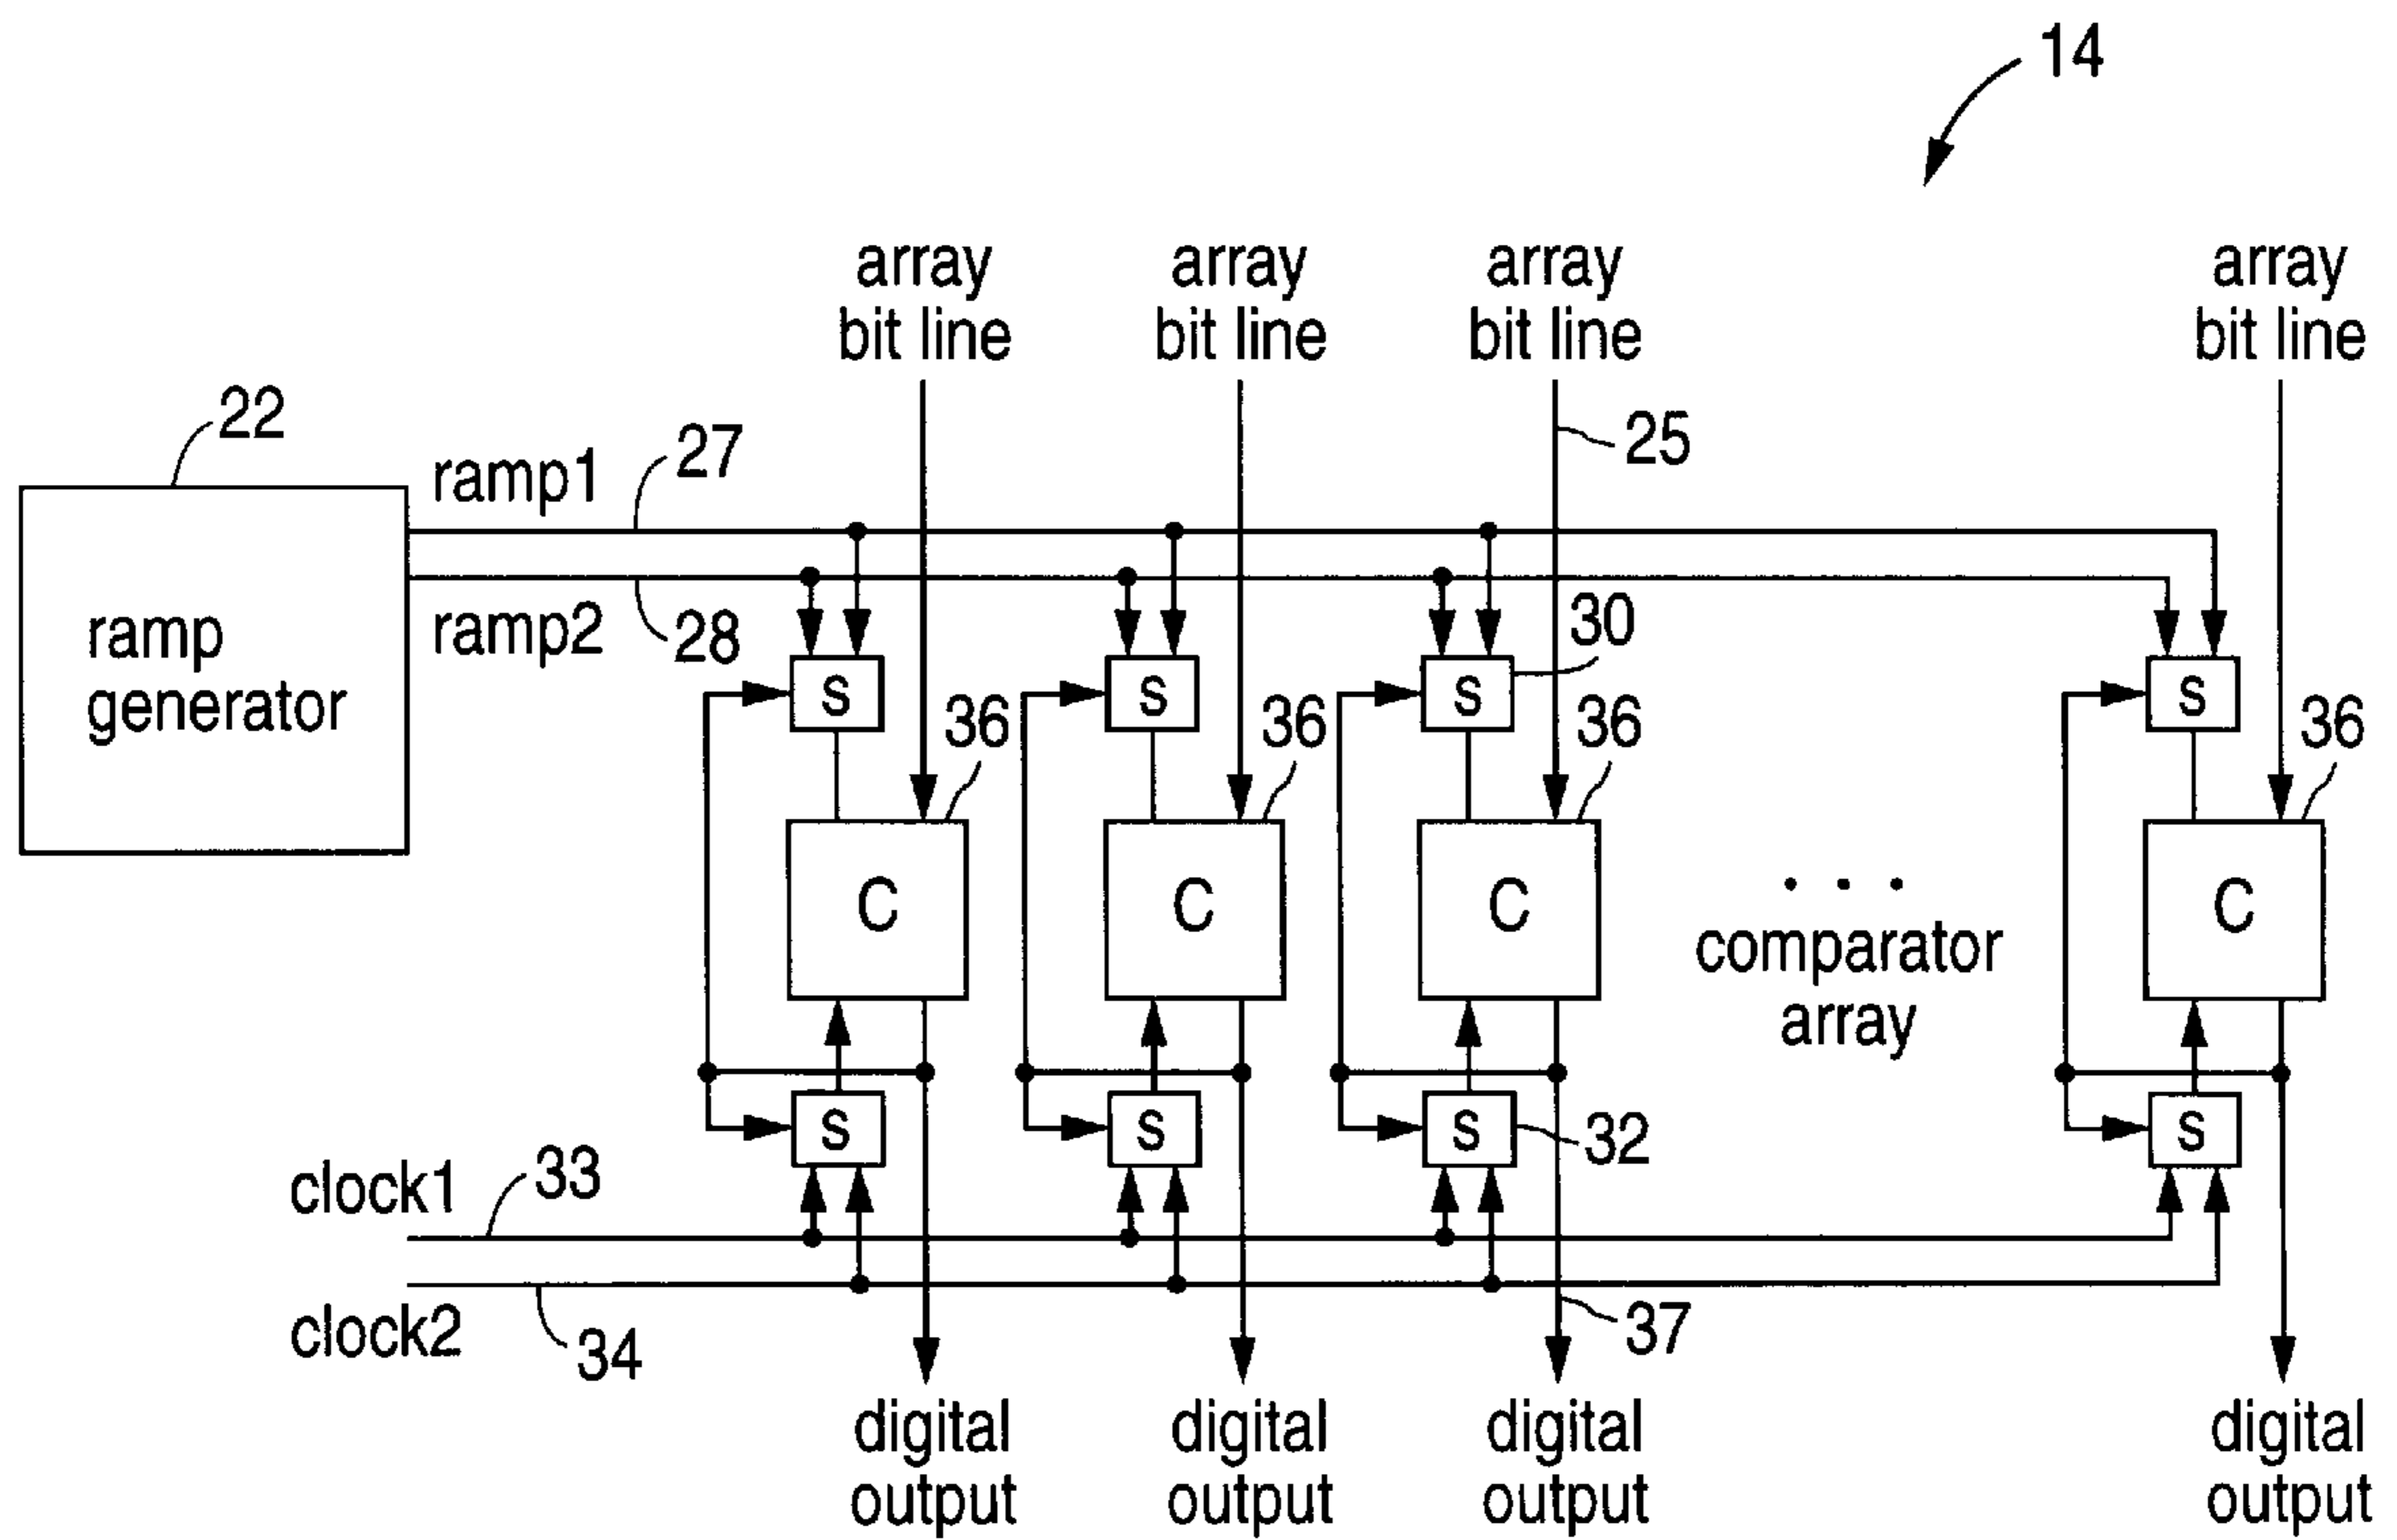 14
array array array array
bit line bit line bit line bit line
22
ramp1 27 25
ramp2 28 30
ramp
generator
S S S S
36 36 36 36
C C C C
. . .
comparator
array
S S S 32 S
clock1 33
clock2 34 37
digital digital digital digital
output output output output